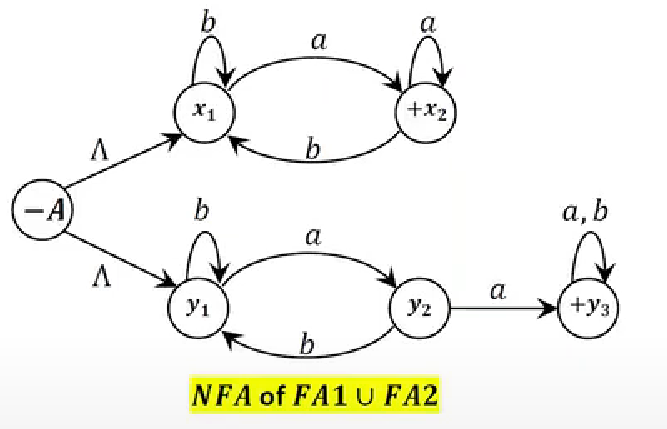 b
a
a
x₁
+x₂
Λ
b
−A
b
a
a, b
Λ
y₁
y₂
a
+y₃
b
NFA of FA1 ∪ FA2